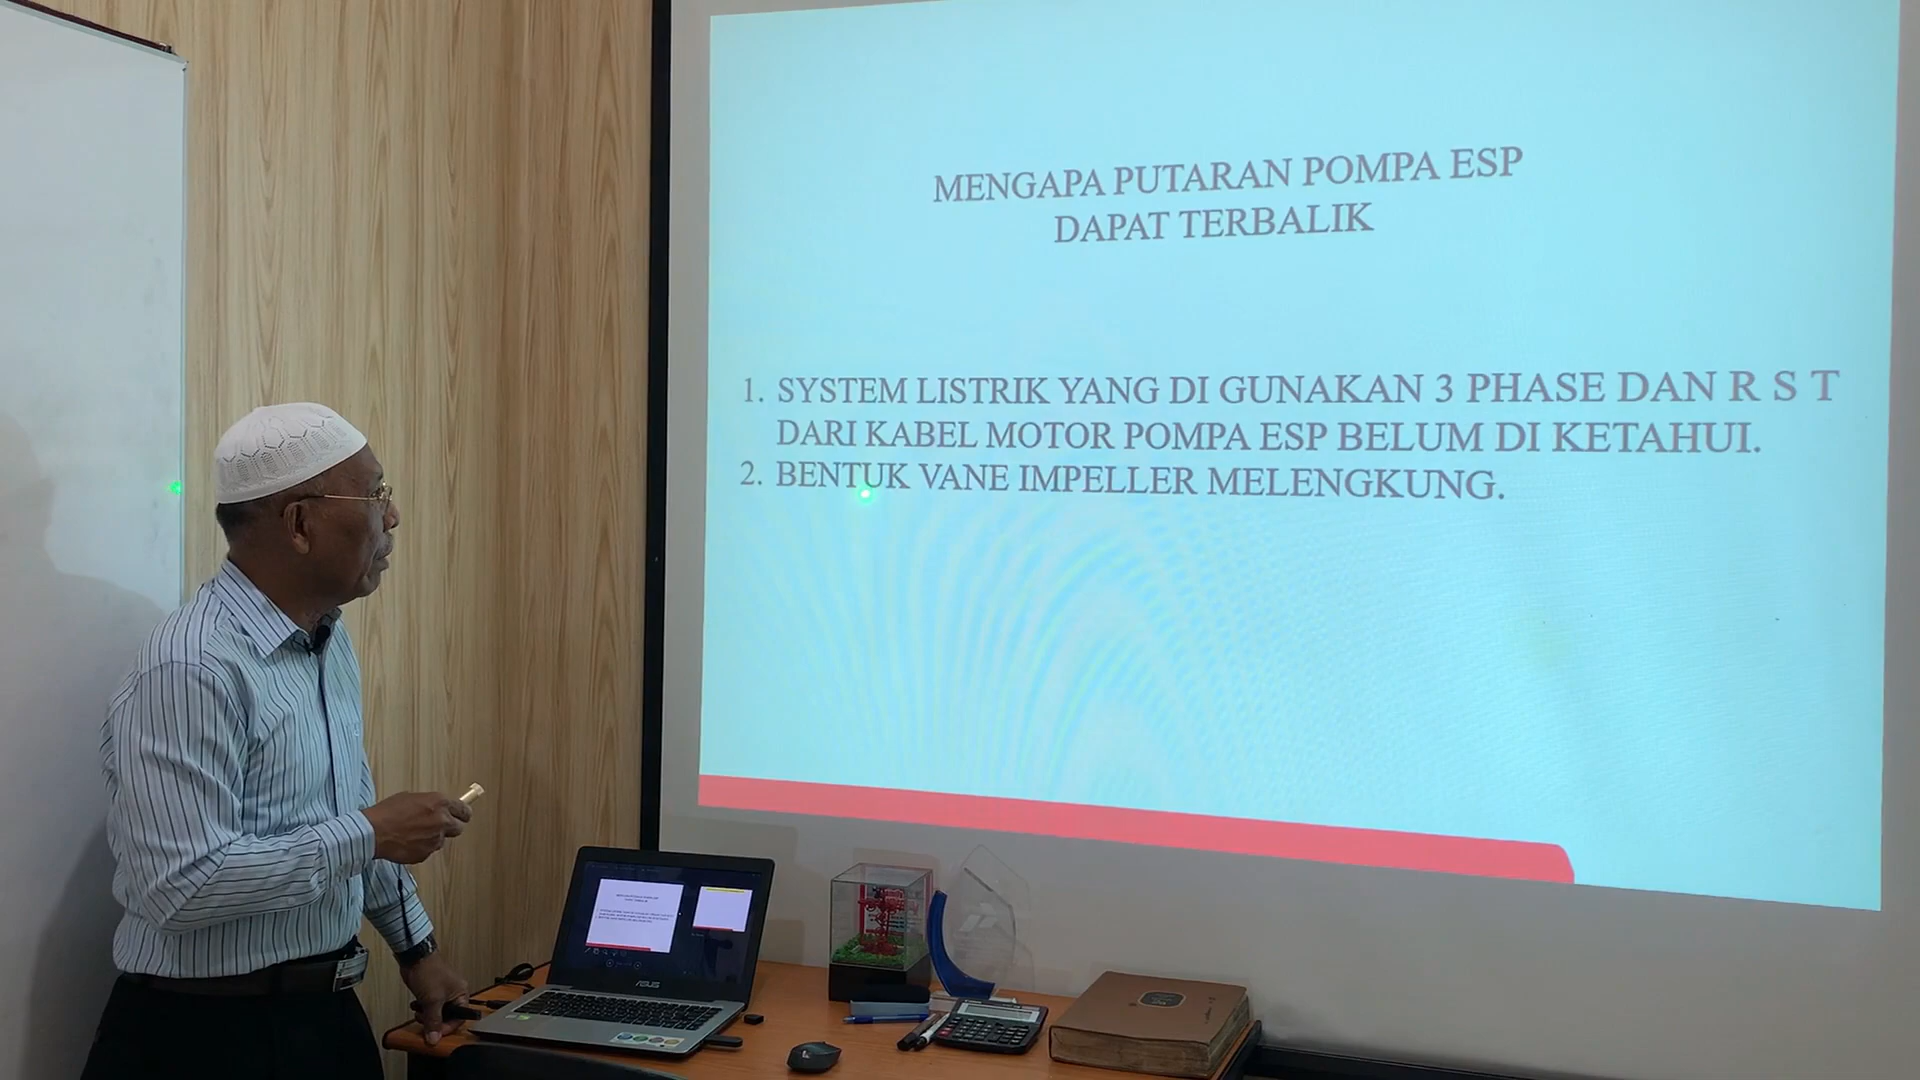 MENGAPA PUTARAN POMPA ESP
DAPAT TERBALIK
1. SYSTEM LISTRIK YANG DI GUNAKAN 3 PHASE DAN R S T
DARI KABEL MOTOR POMPA ESP BELUM DI KETAHUI.
2. BENTUK VANE IMPELLER MELENGKUNG.
ASUS